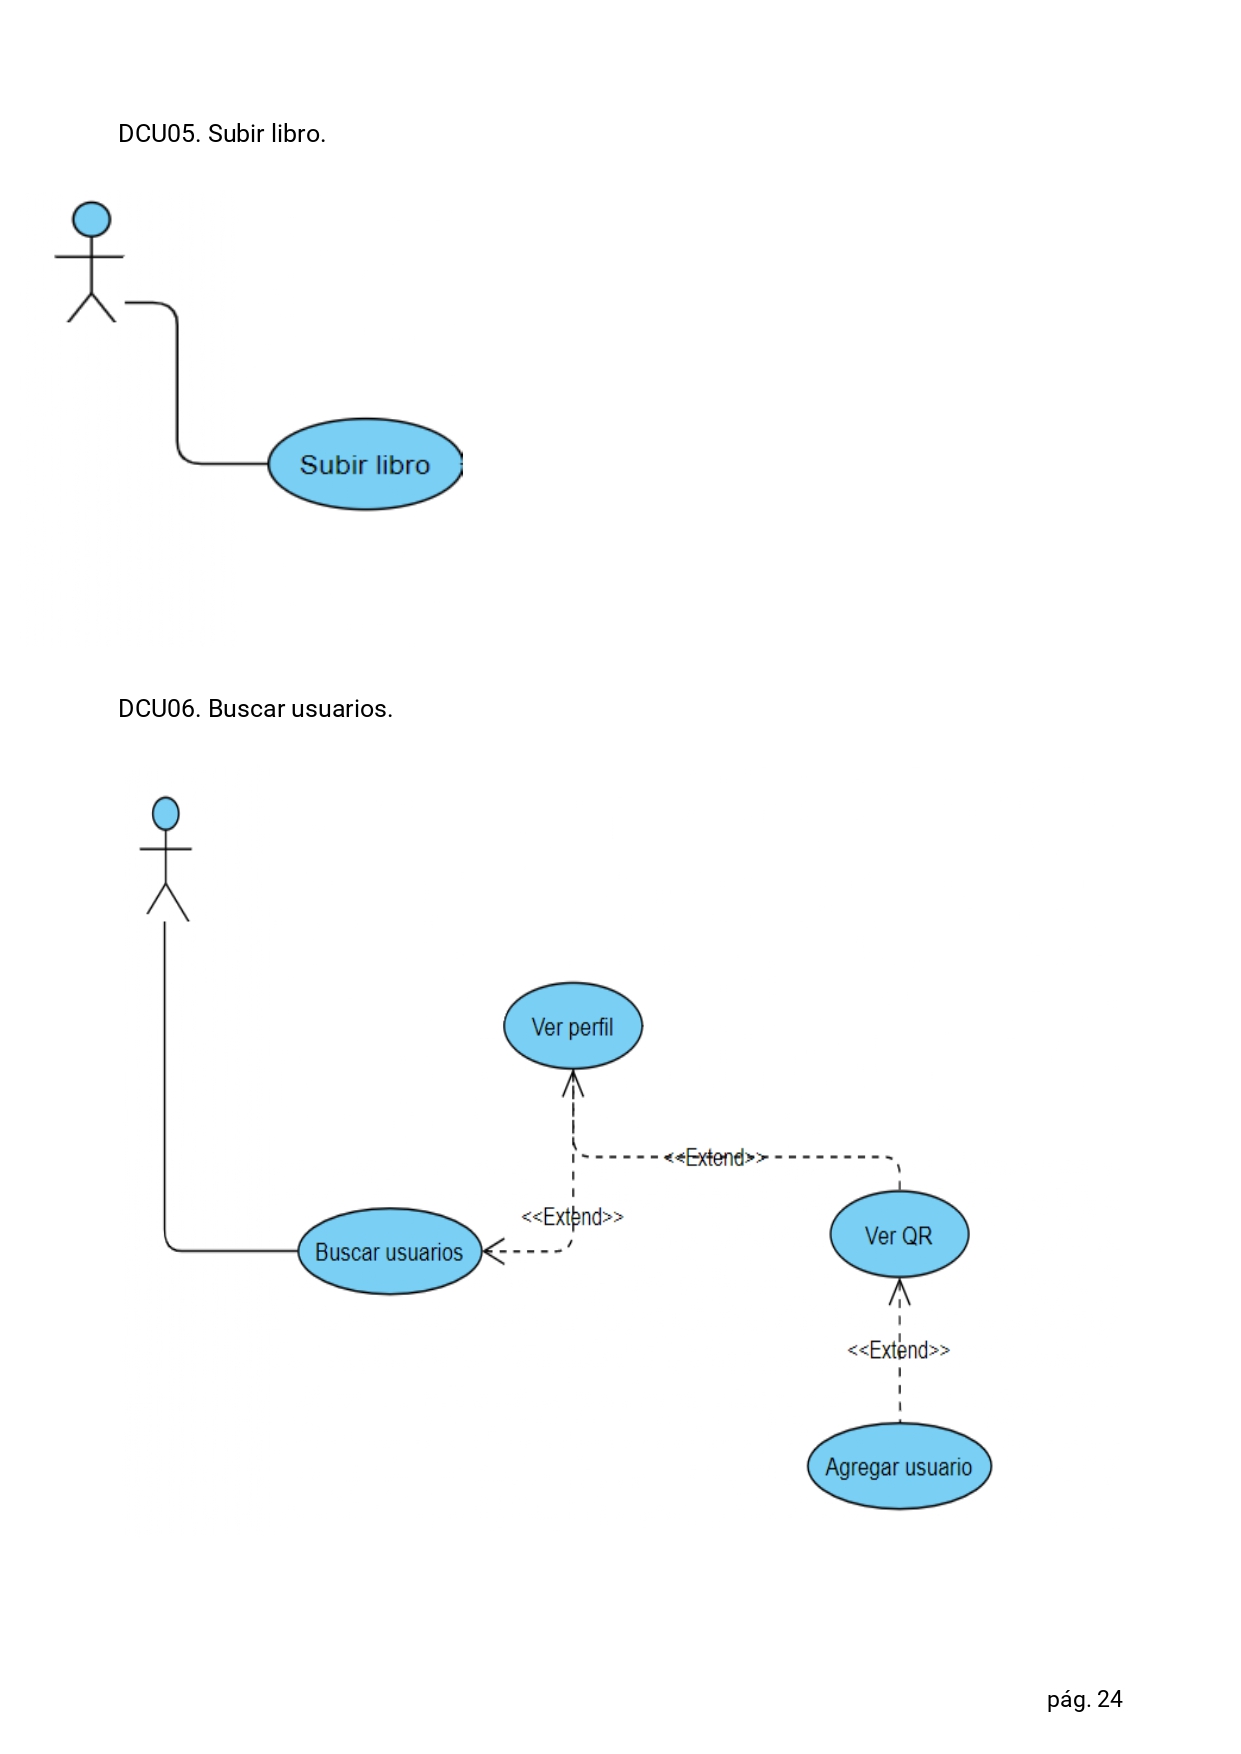 DCU05. Subir libro.
Subir libro
DCU06. Buscar usuarios.
Ver perfil
<<Extend>>
<<Extend>>
Ver QR
Buscar usuarios
<<Extend>>
Agregar usuario
pág. 24